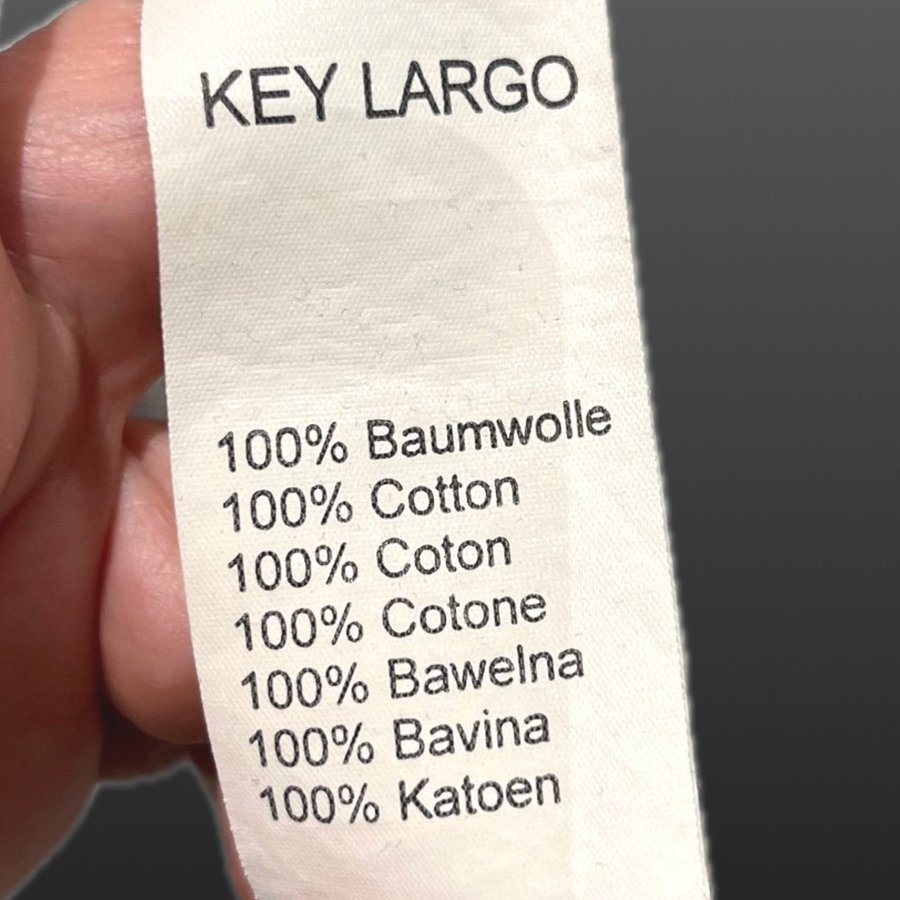 KEY LARGO
100% Baumwolle
100% Cotton
100% Coton
100% Cotone
100% Bawelna
100% Bavina
100% Katoen